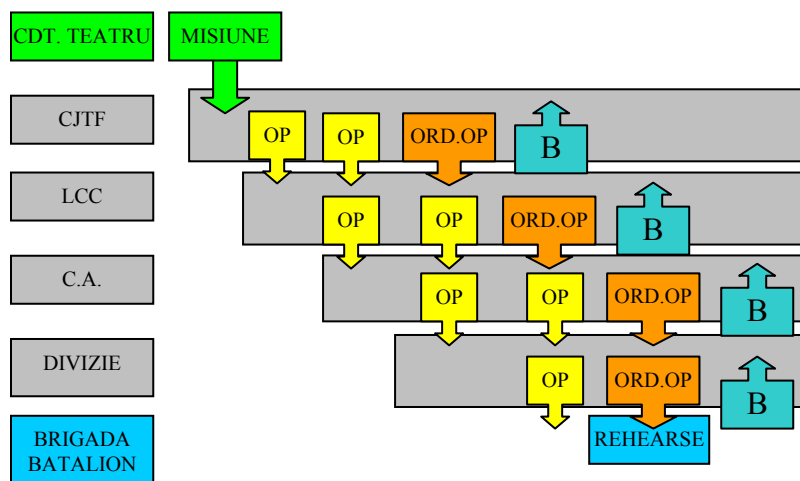 CDT. TEATRU MISIUNE
CJTF
OP OP ORD.OP B
LCC
OP OP ORD.OP B
C.A.
OP OP ORD.OP B
DIVIZIE
OP ORD.OP B
BRIGADA
BATALION
REHEARSE